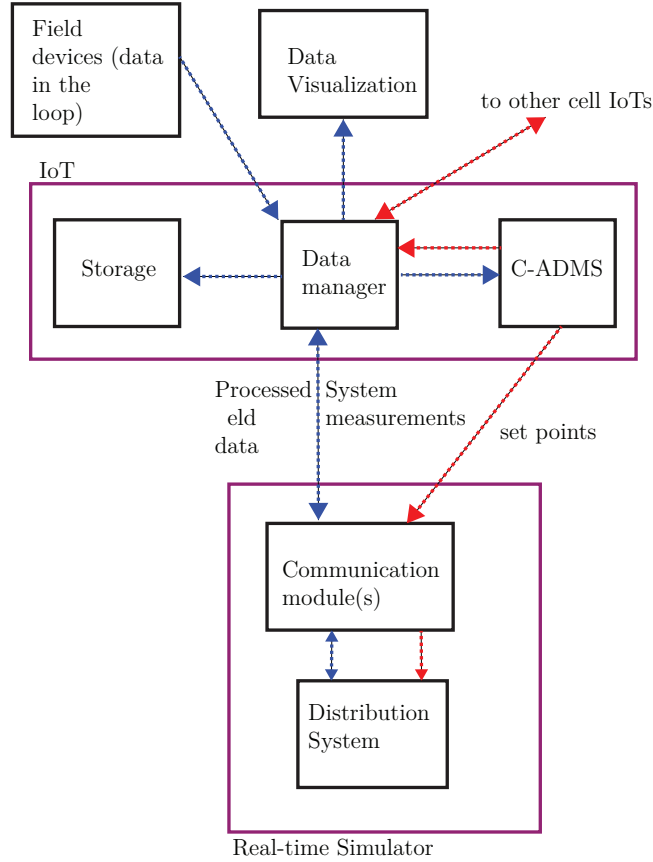 Field
devices (data
in the
loop)
Data
Visualization
to other cell IoTs
IoT
Storage
Data
manager
C-ADMS
Processed
eld
data
System
measurements
set points
Communication
module(s)
Distribution
System
Real-time Simulator